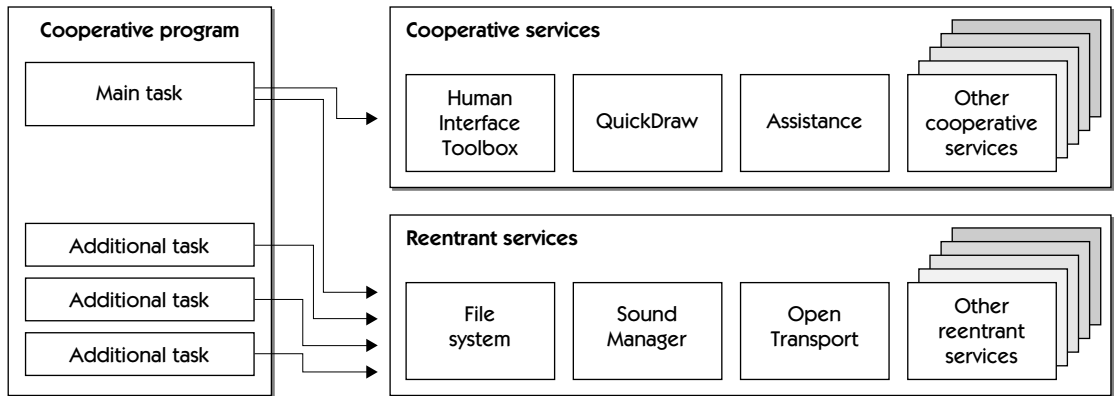 Cooperative program
Main task
Additional task
Additional task
Additional task
Cooperative services
Human
Interface
Toolbox
QuickDraw
Assistance
Other
cooperative
services
Reentrant services
File
system
Sound
Manager
Open
Transport
Other
reentrant
services